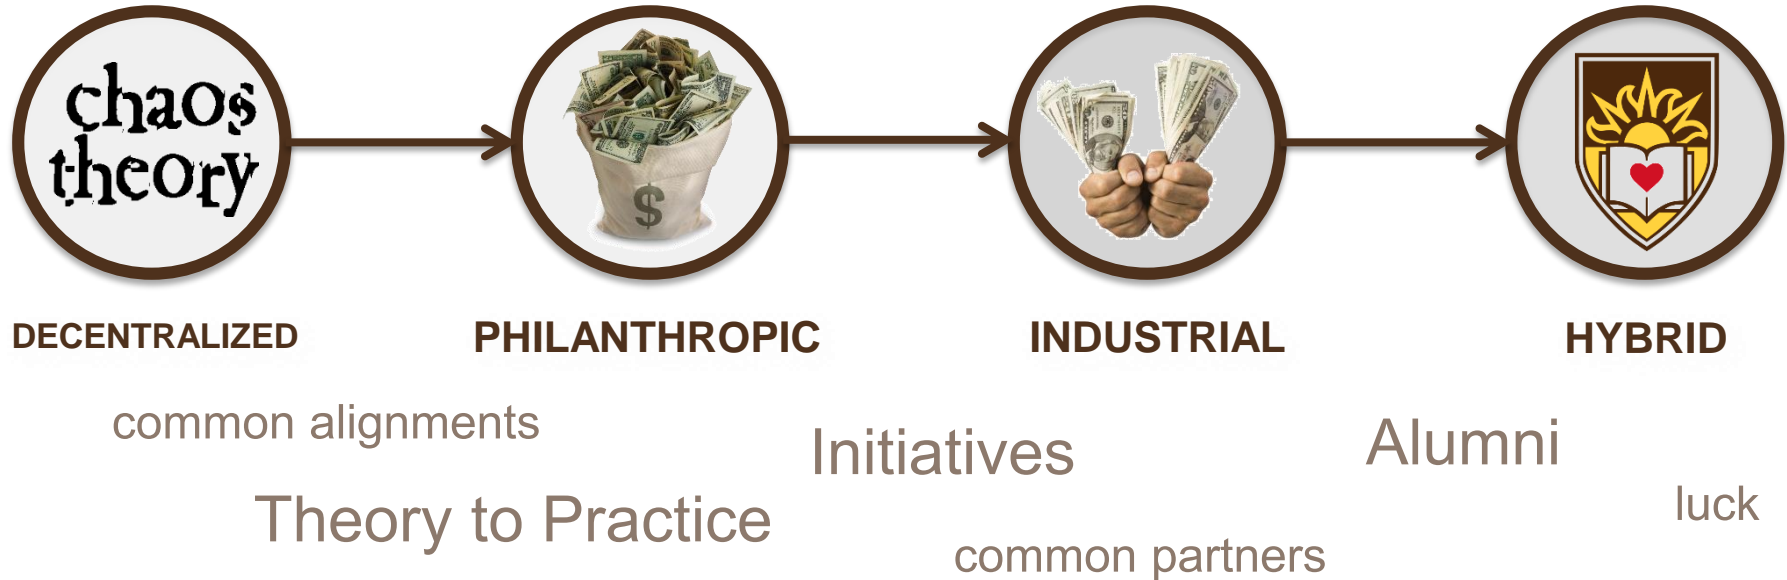 chaos
theory
$
DECENTRALIZED
PHILANTHROPIC
INDUSTRIAL
HYBRID
common alignments
Initiatives
Alumni
Theory to Practice
luck
common partners